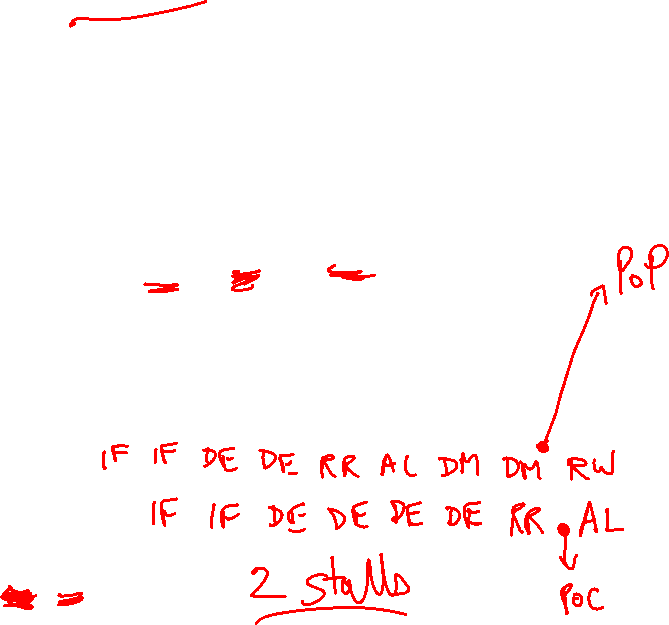 PoP
IF IF DE DE RR AL DM DM RW
IF IF DE DE DE DE RR AL
2 stalls
PoC